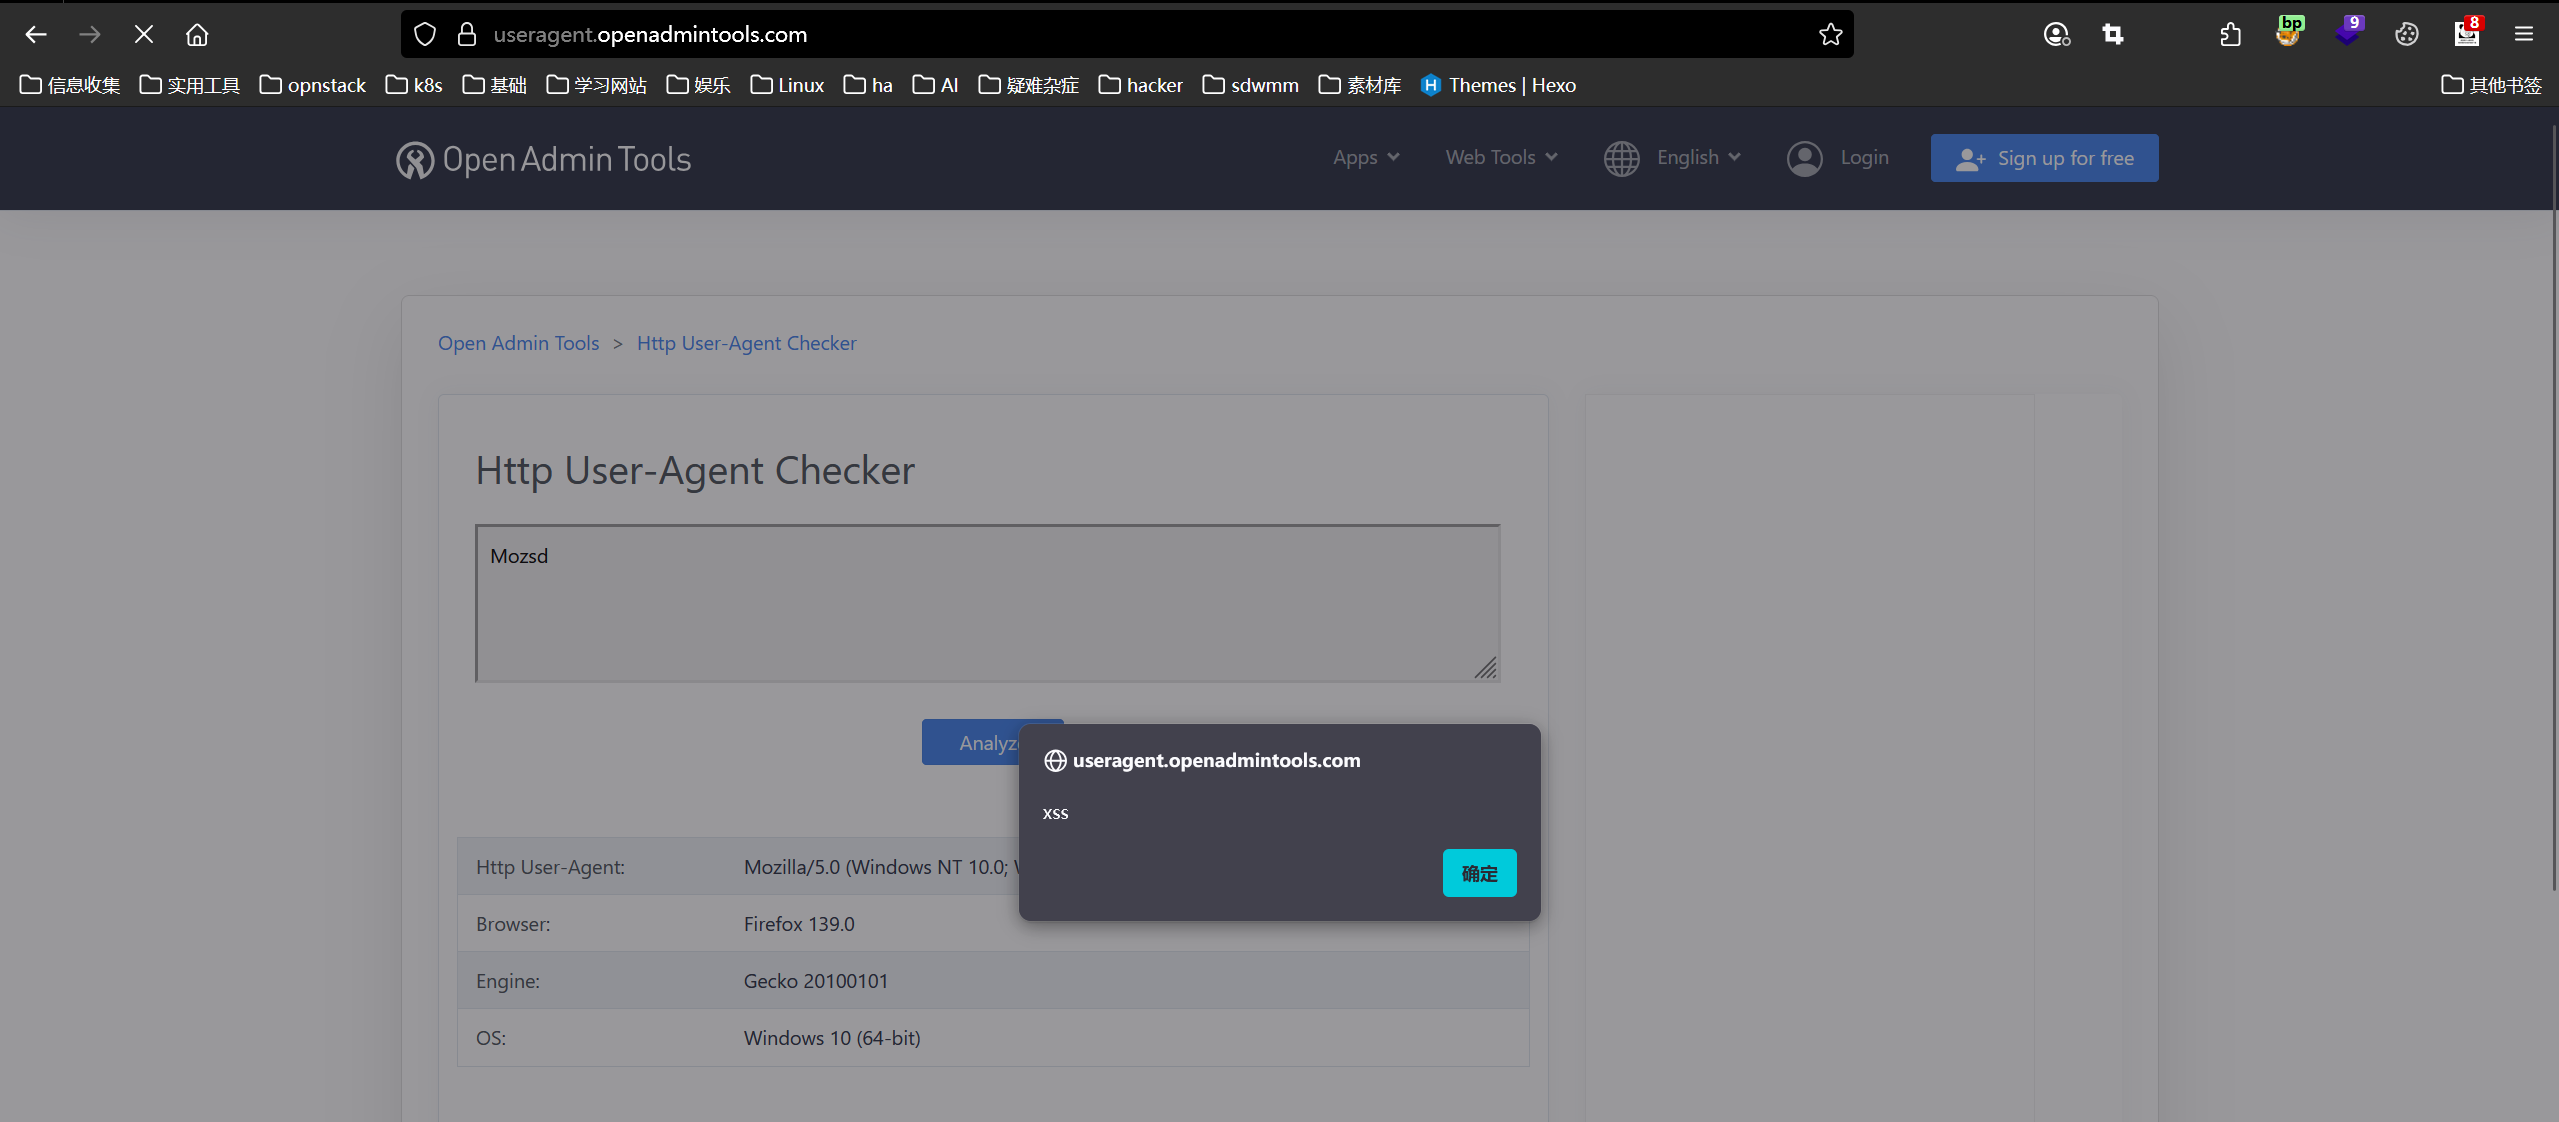 useragent.openadmintools.com
bp
9
8
信息收集 实用工具 opnstack k8s 基础 学习网站 娱乐 Linux ha AI 疑难杂症 hacker sdwmm 素材库 Themes | Hexo 其他书签
Open Admin Tools Apps Web Tools English Login Sign up for free
Open Admin Tools > Http User-Agent Checker
Http User-Agent Checker
Mozsd
Analyz
useragent.openadmintools.com
xss
确定
Http User-Agent: Mozilla/5.0 (Windows NT 10.0;
Browser: Firefox 139.0
Engine: Gecko 20100101
OS: Windows 10 (64-bit)